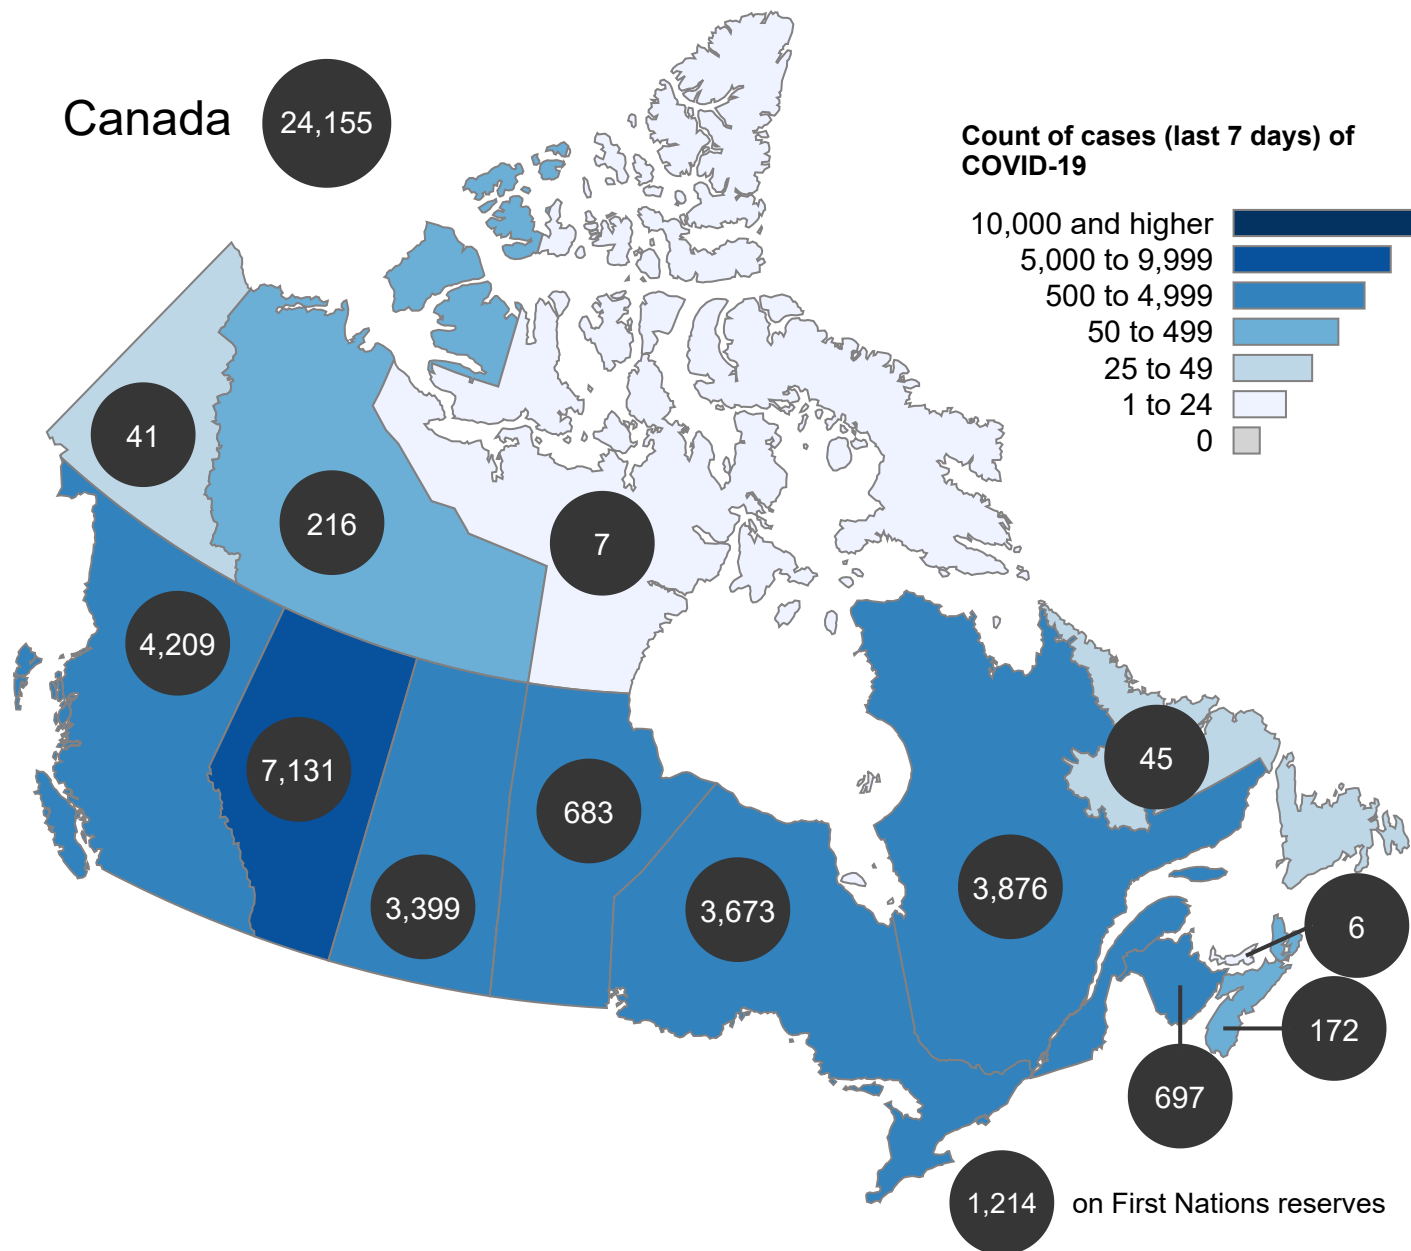 Canada
24,155
Count of cases (last 7 days) of
COVID-19
10,000 and higher
5,000 to 9,999
500 to 4,999
50 to 499
25 to 49
1 to 24
0
41
216
7
4,209
7,131
3,399
683
3,673
3,876
45
6
172
697
1,214 on First Nations reserves